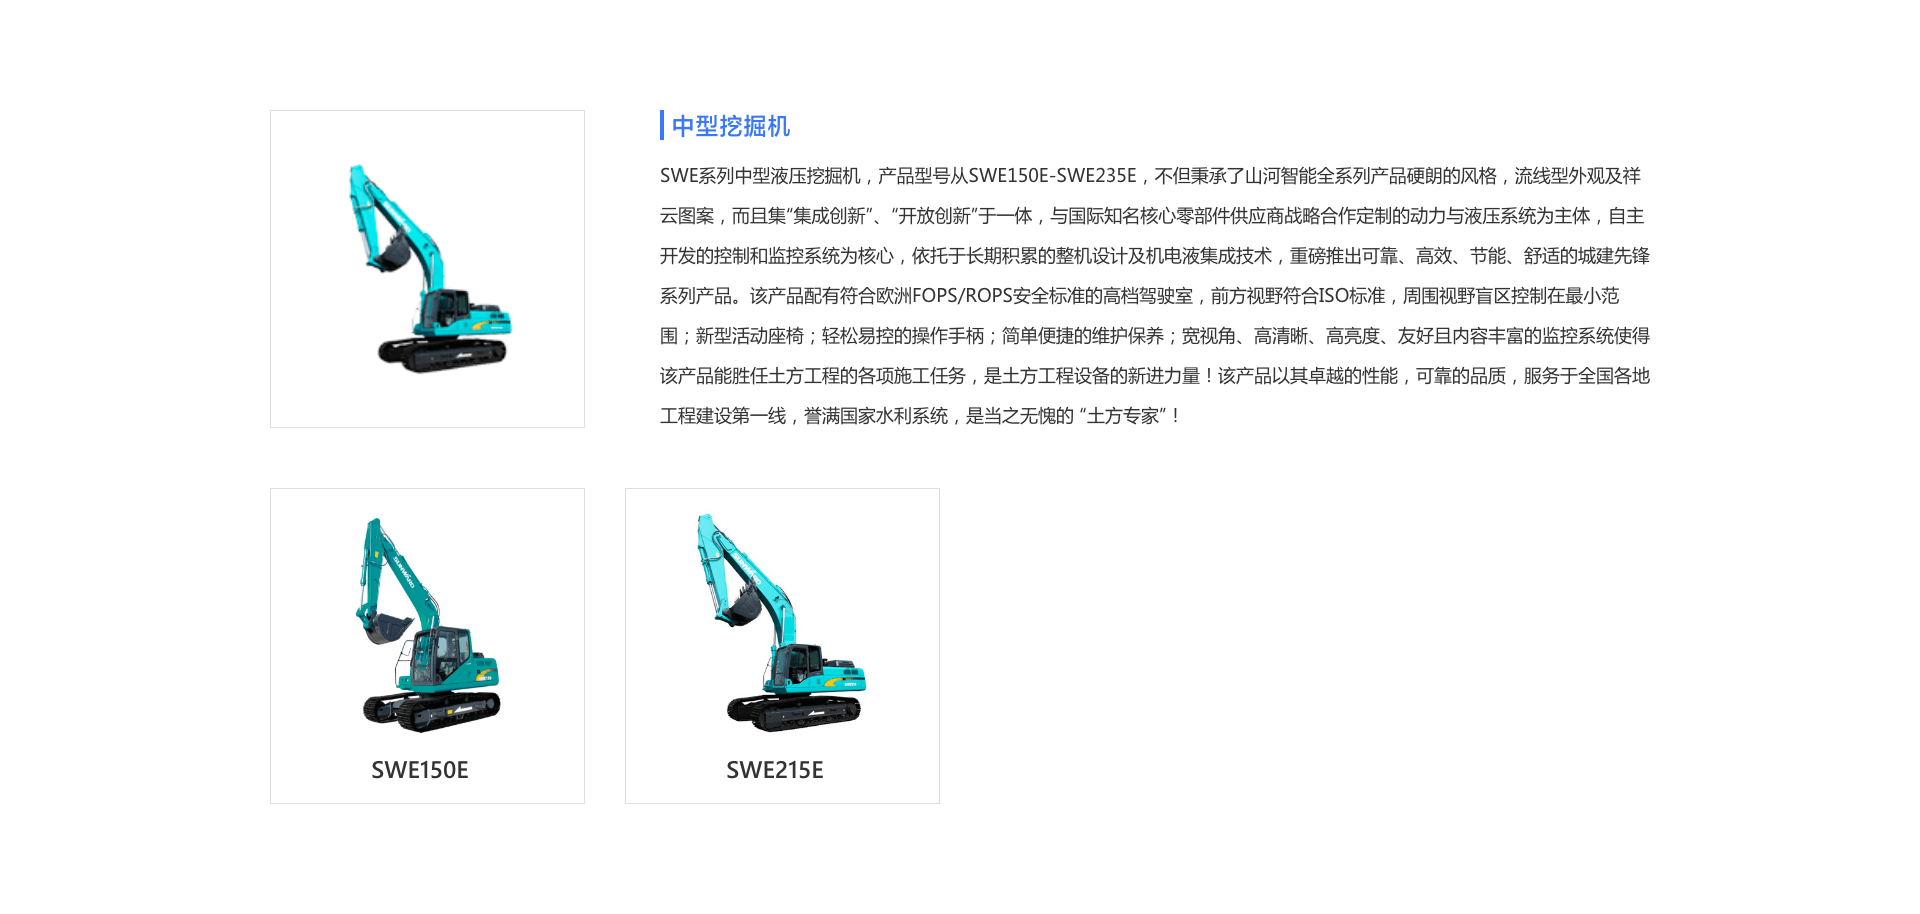 中型挖掘机
SWE系列中型液压挖掘机，产品型号从SWE150E-SWE235E，不但秉承了山河智能全系列产品硬朗的风格，流线型外观及祥
云图案，而且集“集成创新”、“开放创新”于一体，与国际知名核心零部件供应商战略合作定制的动力与液压系统为主体，自主
开发的控制和监控系统为核心，依托于长期积累的整机设计及机电液集成技术，重磅推出可靠、高效、节能、舒适的城建先锋
系列产品。该产品配有符合欧洲FOPS/ROPS安全标准的高档驾驶室，前方视野符合ISO标准，周围视野盲区控制在最小范
围；新型活动座椅；轻松易控的操作手柄；简单便捷的维护保养；宽视角、高清晰、高亮度、友好且内容丰富的监控系统使得
该产品能胜任土方工程的各项施工任务，是土方工程设备的新进力量！该产品以其卓越的性能，可靠的品质，服务于全国各地
工程建设第一线，誉满国家水利系统，是当之无愧的 “土方专家”！
SUNWARD
SWE150E
SWE215E